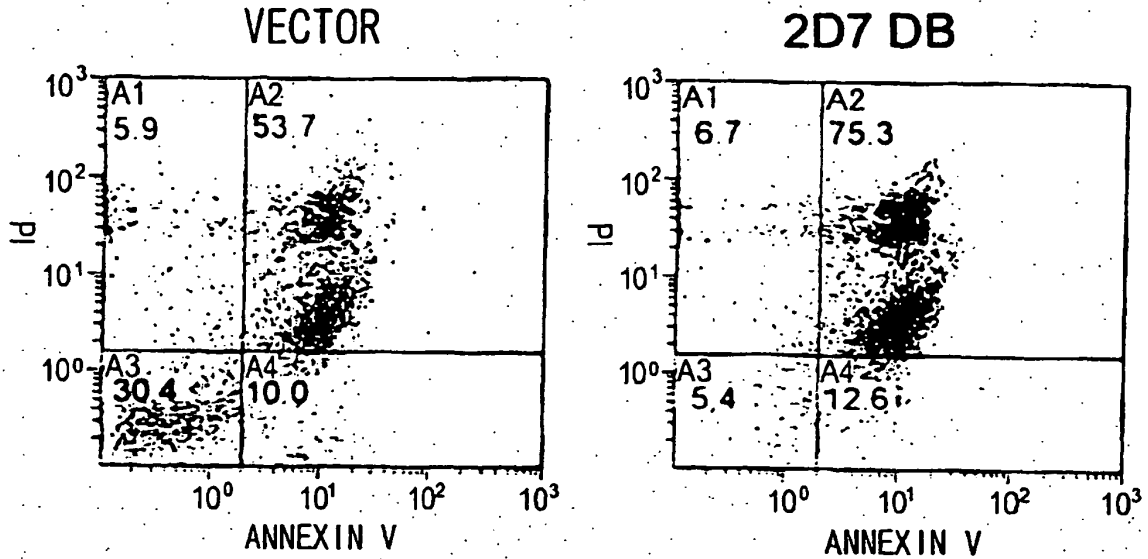 VECTOR
10³
A1
5.9
A2
53.7
10²
PI
10¹
10⁰
A3
30.4
A4
10.0
10⁰ 10¹ 10² 10³
ANNEXIN V
2D7 DB
10³
A1
6.7
A2
75.3
10²
PI
10¹
10⁰
A3
5.4
A4
12.6
10⁰ 10¹ 10² 10³
ANNEXIN V